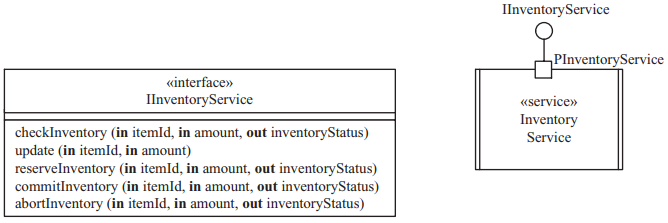 «interface»
IInventoryService
checkInventory (in itemId, in amount, out inventoryStatus)
update (in itemId, in amount)
reserveInventory (in itemId, in amount, out inventoryStatus)
commitInventory (in itemId, in amount, out inventoryStatus)
abortInventory (in itemId, in amount, out inventoryStatus)
IInventoryService
PInventoryService
«service»
Inventory
Service